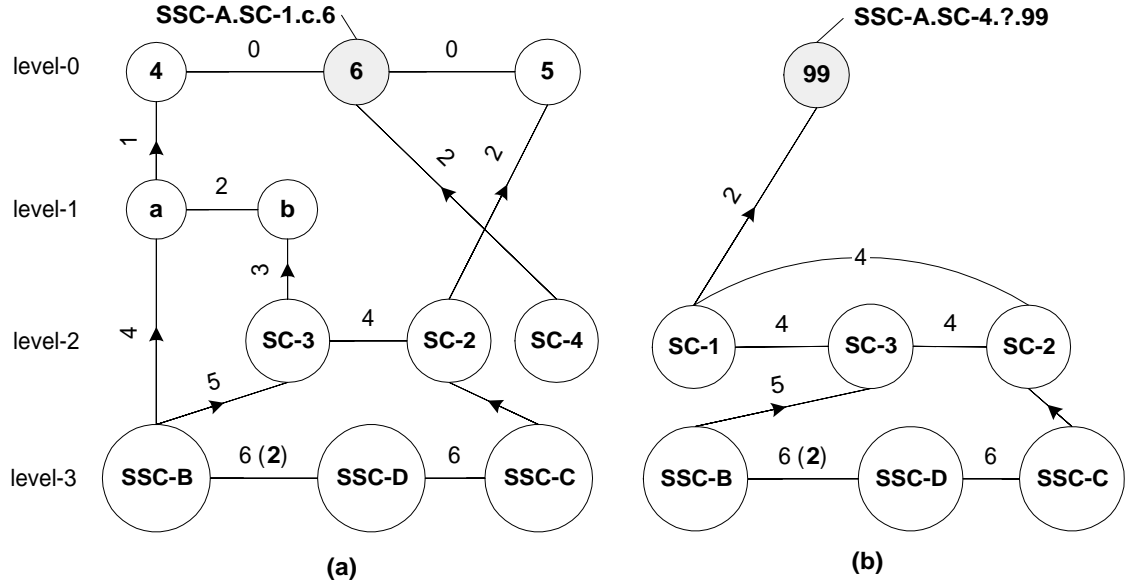 SSC-A.SC-1.c.6
SSC-A.SC-4.?.99
level-0
4
0
6
0
5
99
1
2
2
2
level-1
a
2
b
3
4
4
level-2
SC-3
4
SC-2
SC-4
SC-1
4
SC-3
4
SC-2
5
5
level-3
SSC-B
6 (2)
SSC-D
6
SSC-C
SSC-B
6 (2)
SSC-D
6
SSC-C
(a)
(b)